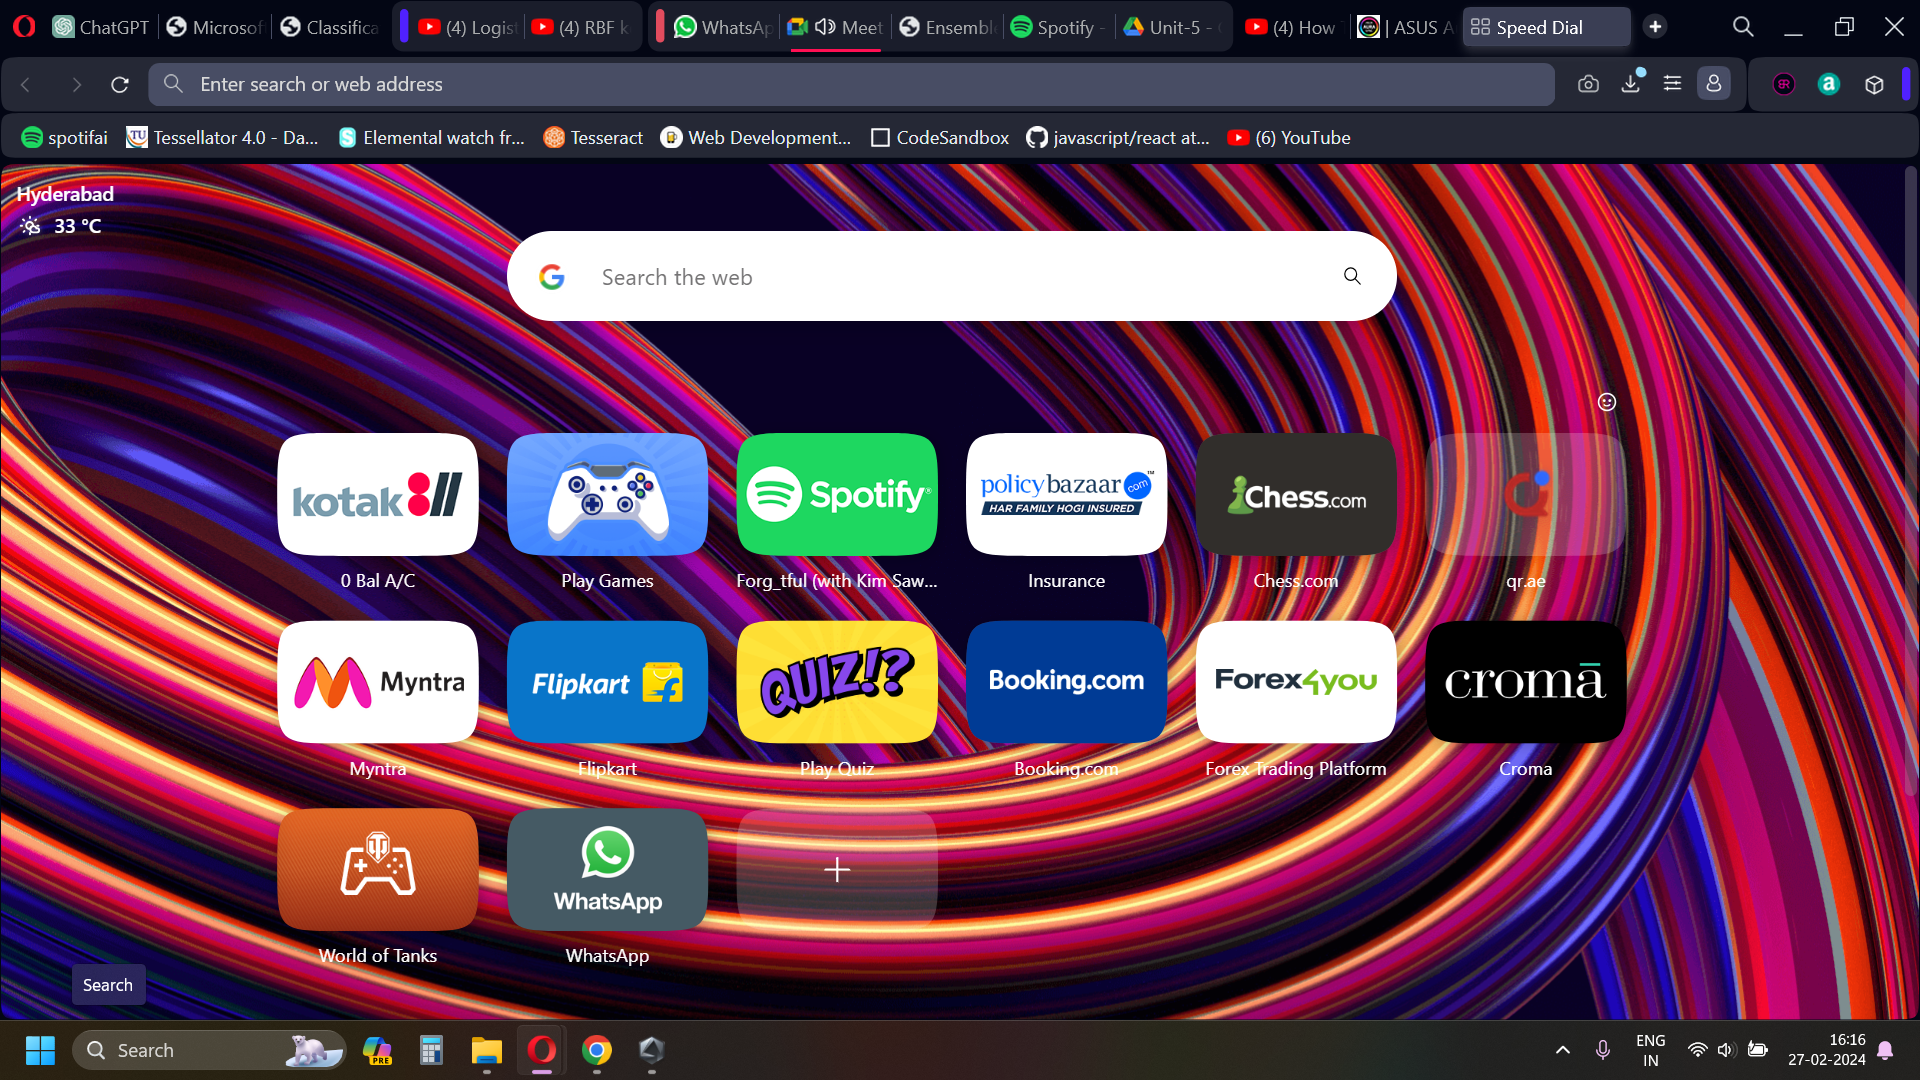 ChatGPT
Microsof
Classifica
(4) Logist
(4) RBF k
WhatsAp
Meet
Ensembl
Spotify -
Unit-5 -
(4) How
| ASUS A
Speed Dial
Enter search or web address
spotifai
Tessellator 4.0 - Da...
Elemental watch fr...
Tesseract
Web Development...
CodeSandbox
javascript/react at...
(6) YouTube
Hyderabad
33 °C
Search the web
kotak
Spotify
policybazaar.com
HAR FAMILY HOGI INSURED
Chess.com
0 Bal A/C
Play Games
Forg_tful (with Kim Saw...
Insurance
Chess.com
qr.ae
Myntra
Flipkart
QUIZ!?
Booking.com
Forex4you
cromā
Myntra
Flipkart
Play Quiz
Booking.com
Forex Trading Platform
Croma
WhatsApp
World of Tanks
WhatsApp
Search
Search
PRE
ENG
IN
16:16
27-02-2024